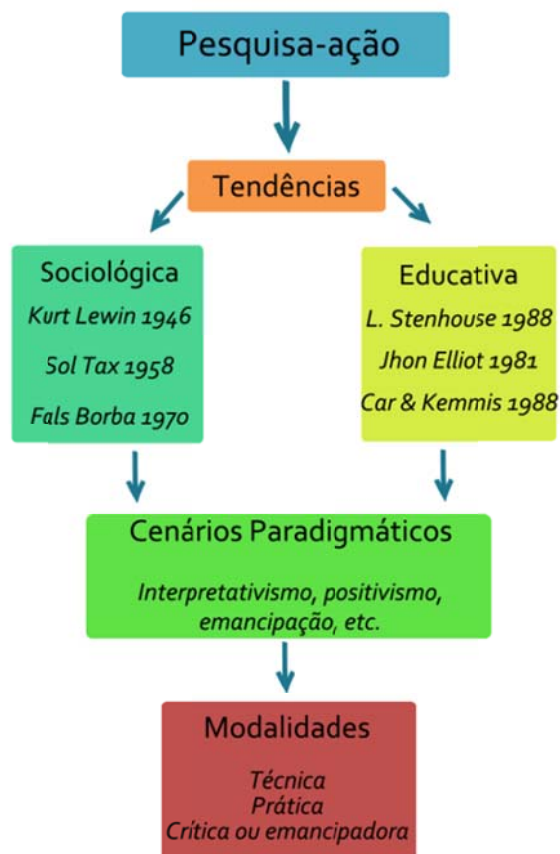 Pesquisa-ação
Tendências
Sociológica
Kurt Lewin 1946
Sol Tax 1958
Fals Borba 1970
Educativa
L. Stenhouse 1988
Jhon Elliot 1981
Car & Kemmis 1988
Cenários Paradigmáticos
Interpretativismo, positivismo,
emancipação, etc.
Modalidades
Técnica
Prática
Crítica ou emancipadora